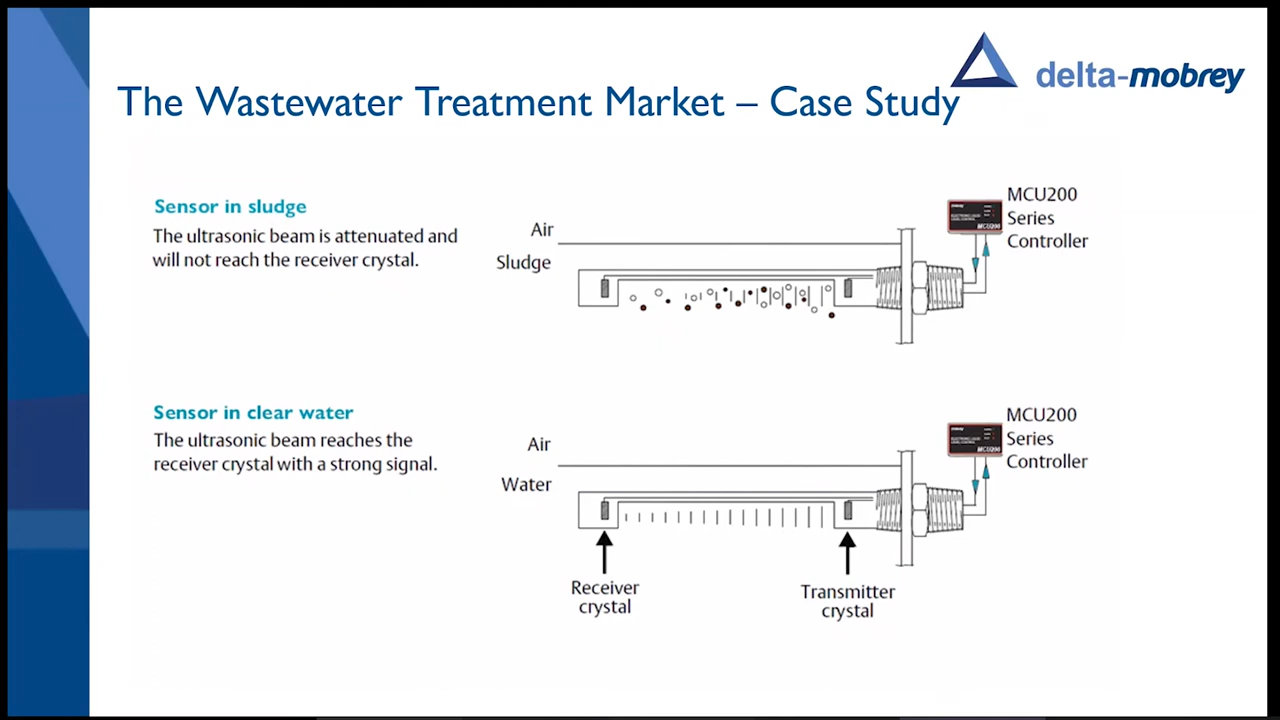 delta-mobrey
The Wastewater Treatment Market – Case Study
Sensor in sludge
The ultrasonic beam is attenuated and
will not reach the receiver crystal.
Air
Sludge
MCU200
MCU200
Series
Controller
Sensor in clear water
The ultrasonic beam reaches the
receiver crystal with a strong signal.
Air
Water
MCU200
MCU200
Series
Controller
Receiver
crystal
Transmitter
crystal